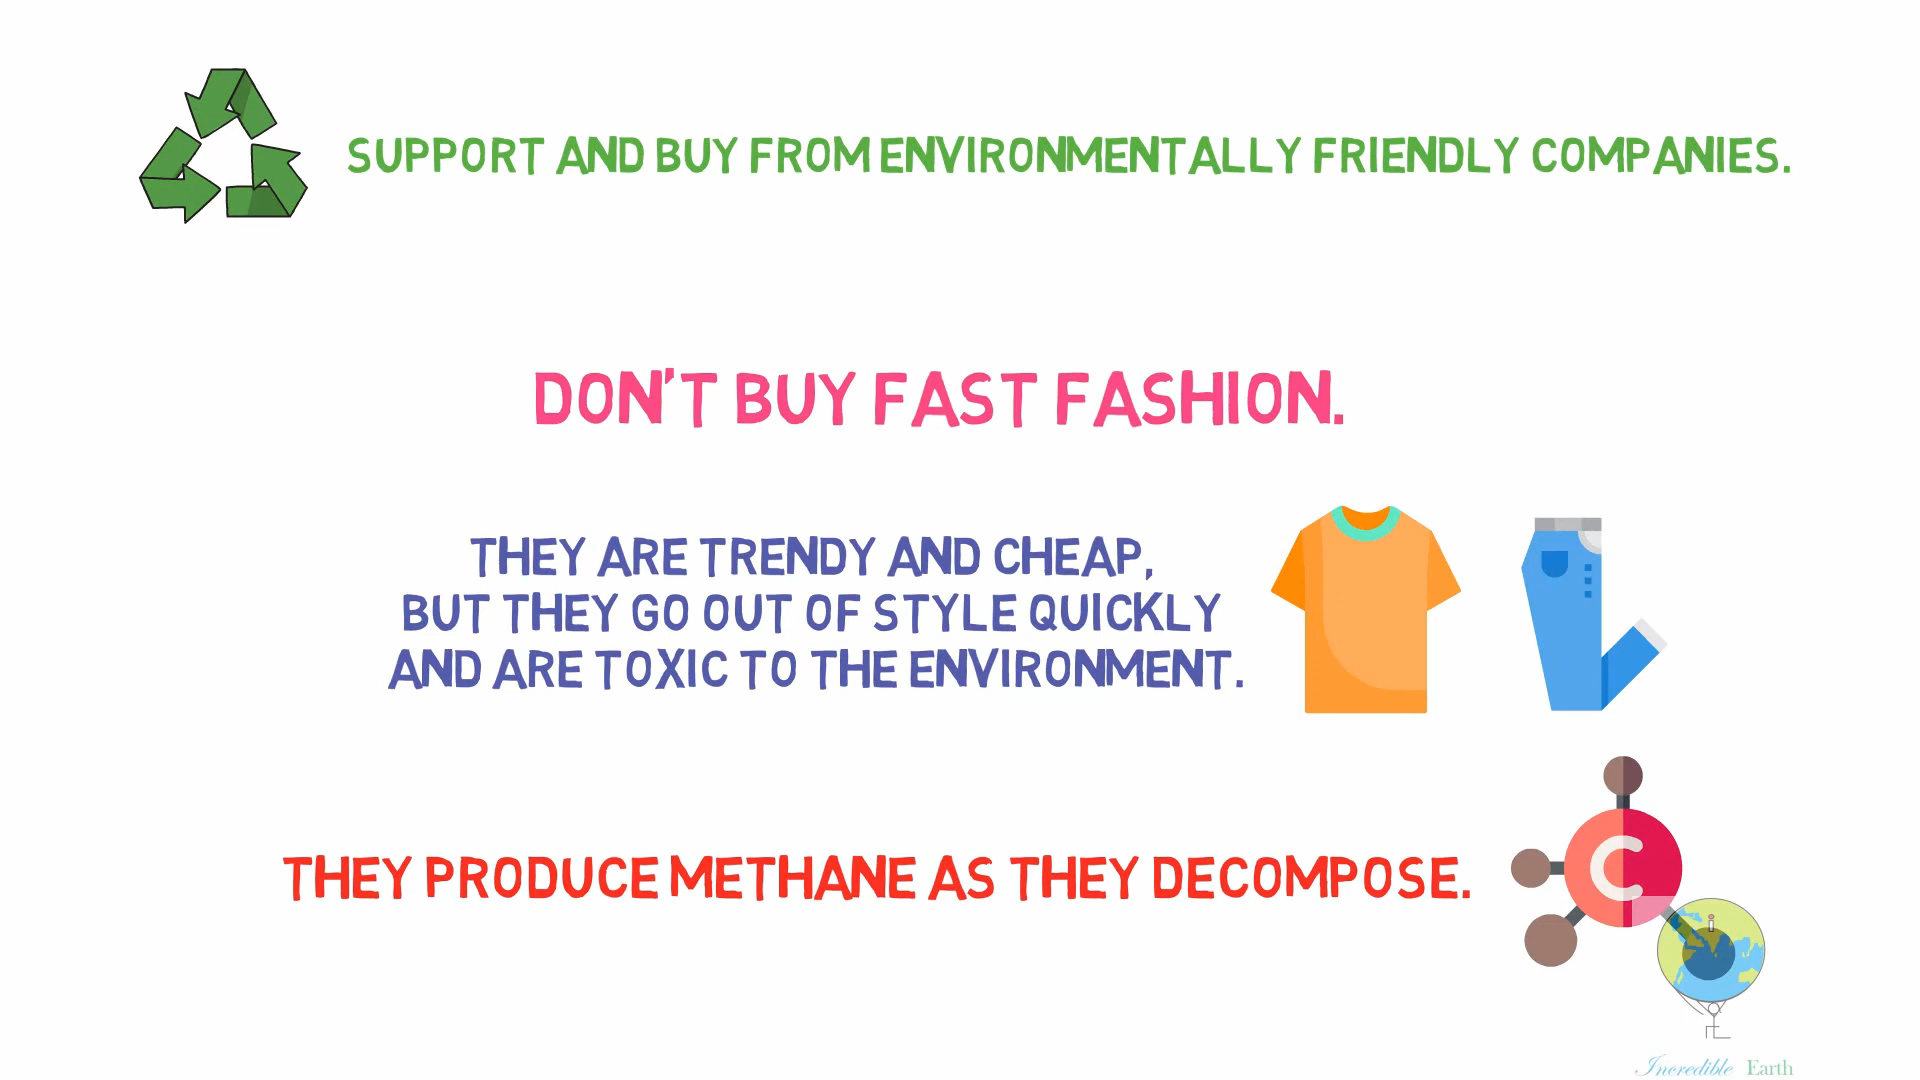 SUPPORT AND BUY FROM ENVIRONMENTALLY FRIENDLY COMPANIES.
DON'T BUY FAST FASHION.
THEY ARE TRENDY AND CHEAP,
BUT THEY GO OUT OF STYLE QUICKLY
AND ARE TOXIC TO THE ENVIRONMENT.
THEY PRODUCE METHANE AS THEY DECOMPOSE.
C
i
Incredible Earth